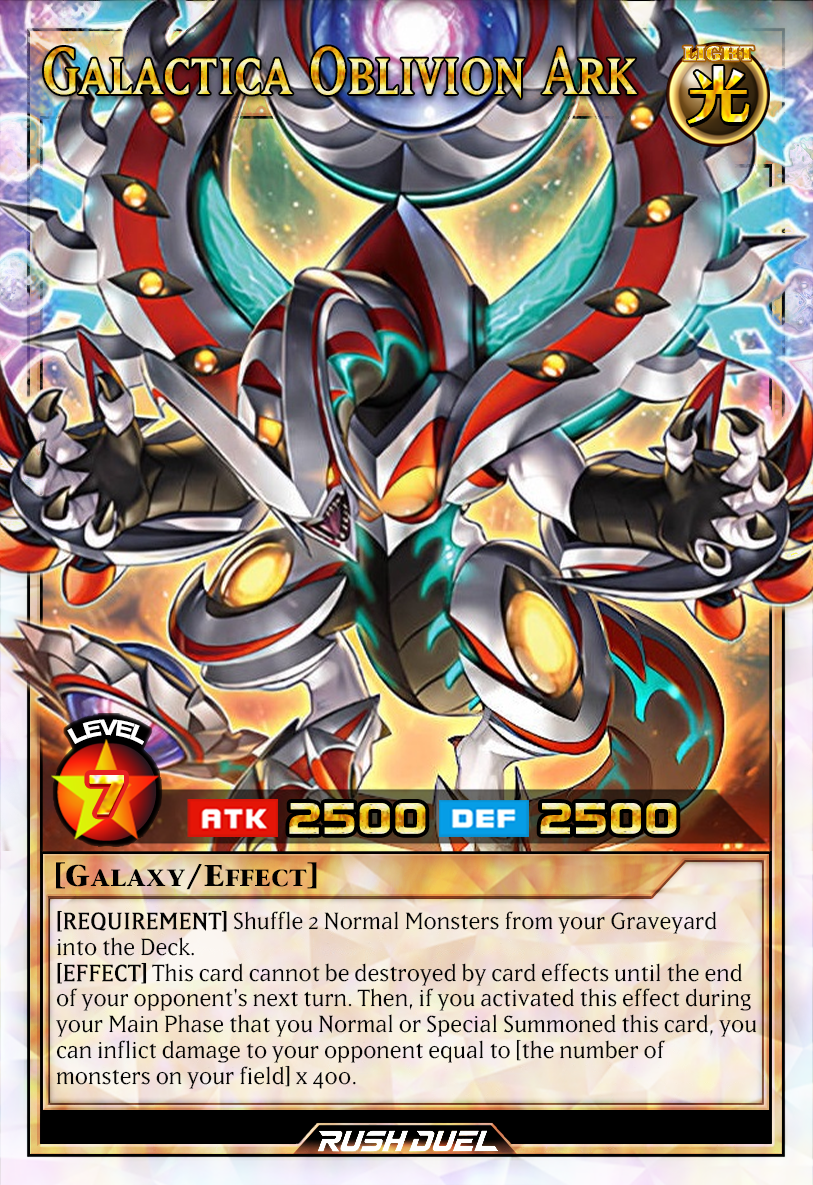 Galactica Oblivion Ark
LIGHT
光
LEVEL
7
ATK 2500 DEF 2500
[Galaxy/Effect]
[REQUIREMENT] Shuffle 2 Normal Monsters from your Graveyard
into the Deck.
[EFFECT] This card cannot be destroyed by card effects until the end
of your opponent's next turn. Then, if you activated this effect during
your Main Phase that you Normal or Special Summoned this card, you
can inflict damage to your opponent equal to [the number of
monsters on your field] x 400.
RUSH DUEL